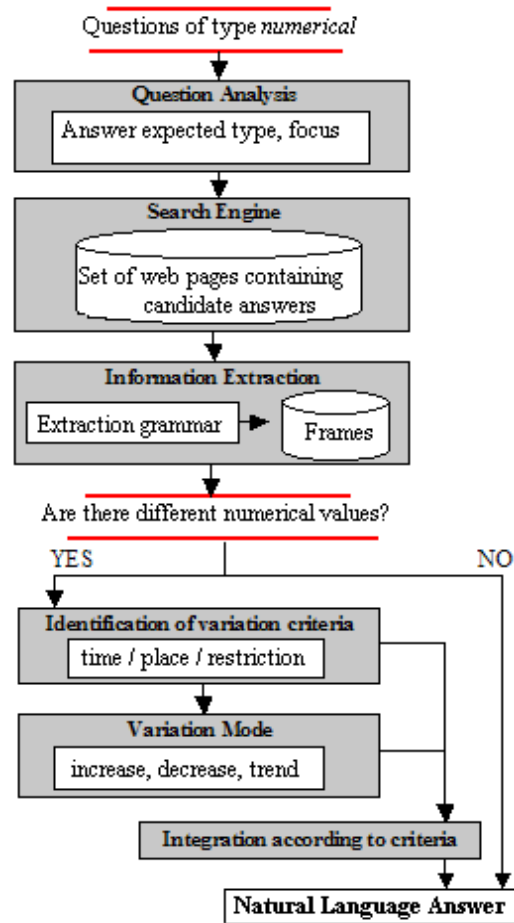 Questions of type numerical
Question Analysis
Answer expected type, focus
Search Engine
Set of web pages containing
candidate answers
Information Extraction
Extraction grammar
Frames
Are there different numerical values?
YES
NO
Identification of variation criteria
time / place / restriction
Variation Mode
increase, decrease, trend
Integration according to criteria
Natural Language Answer